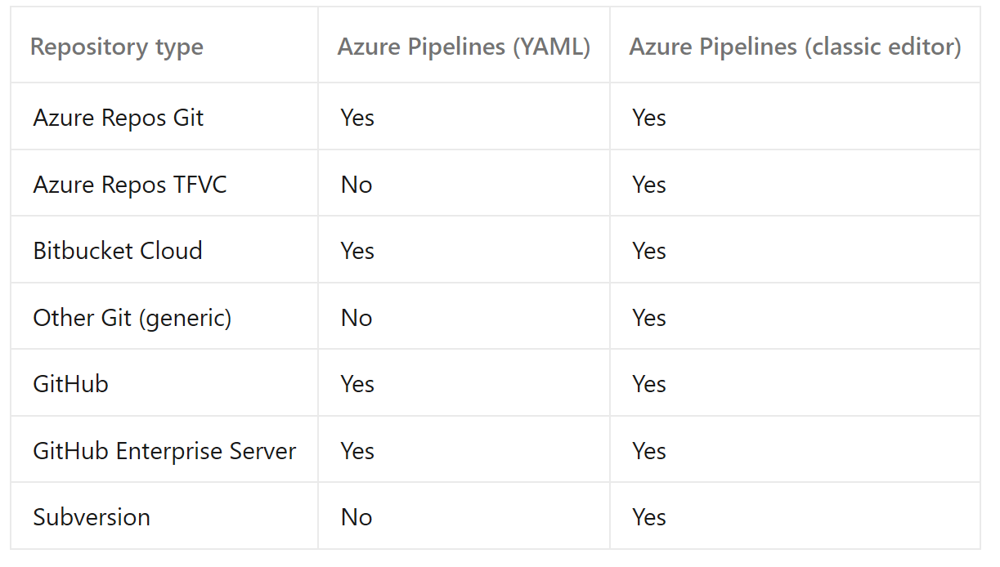 Repository type Azure Pipelines (YAML) Azure Pipelines (classic editor)
Azure Repos Git Yes Yes
Azure Repos TFVC No Yes
Bitbucket Cloud Yes Yes
Other Git (generic) No Yes
GitHub Yes Yes
GitHub Enterprise Server Yes Yes
Subversion No Yes